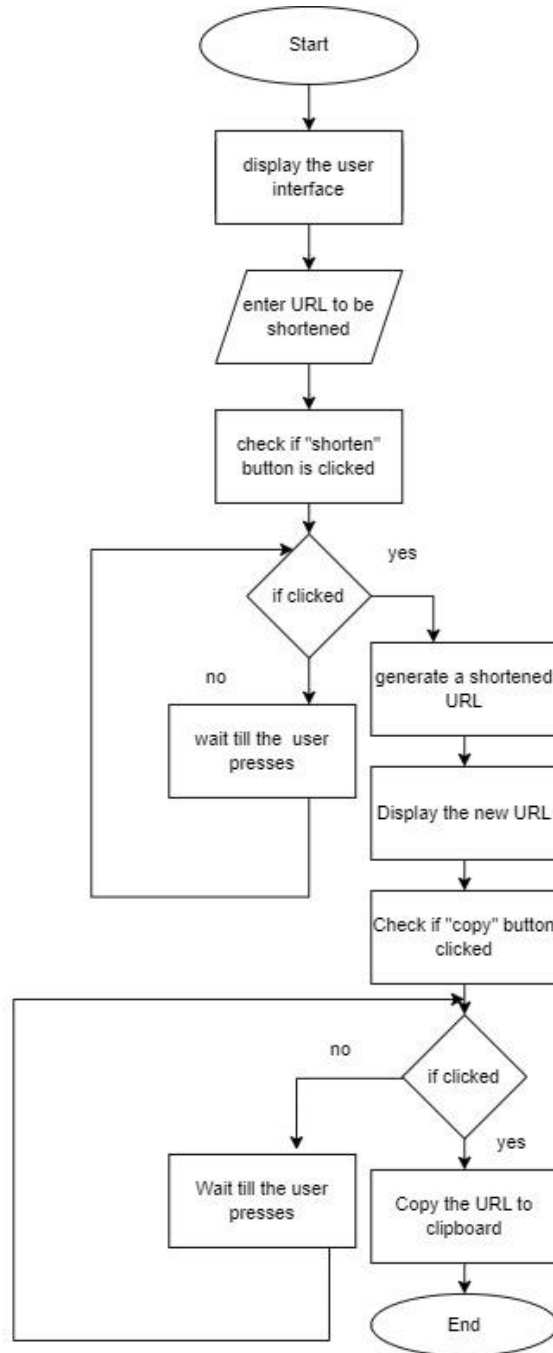 Start
display the user
interface
enter URL to be
shortened
check if "shorten"
button is clicked
yes
if clicked
no
generate a shortened
URL
wait till the user
presses
Display the new URL
Check if "copy" button
clicked
no
if clicked
yes
Wait till the user
presses
Copy the URL to
clipboard
End